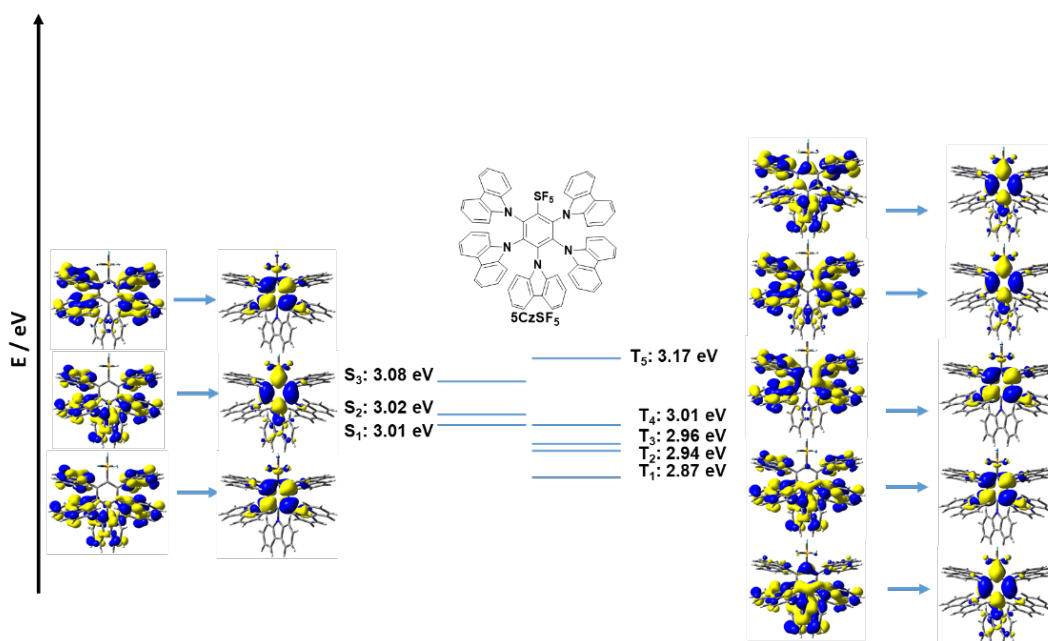 E / eV
SF5
N
N
N
N
N
5CzSF5
S3: 3.08 eV
S2: 3.02 eV
S1: 3.01 eV
T5: 3.17 eV
T4: 3.01 eV
T3: 2.96 eV
T2: 2.94 eV
T1: 2.87 eV